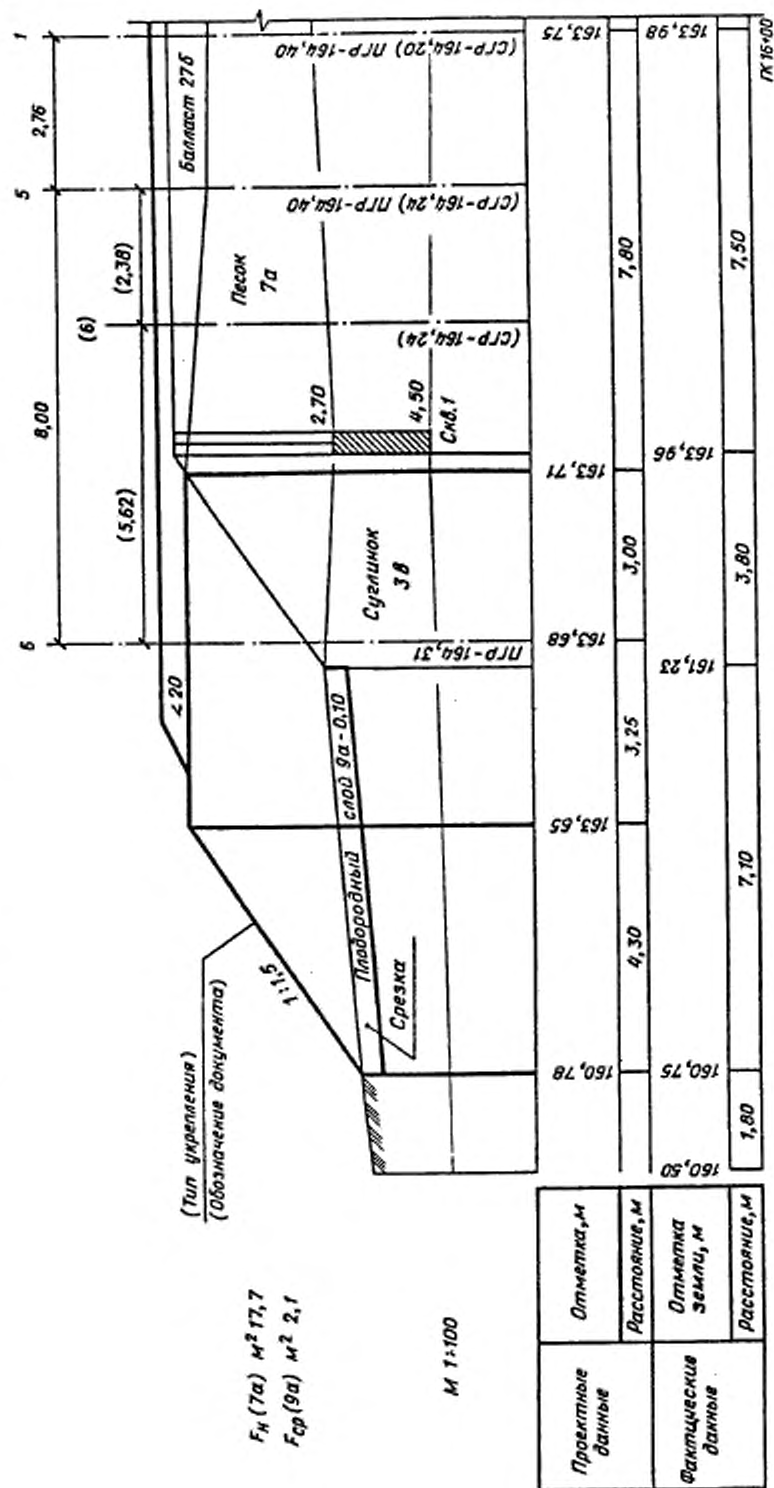 1
2,76
5
(2,38)
(6)
8,00
(5,62)
6
Балласт 27б
Песок
7а
(СГР-164,20) ПГР-164,40
(СГР-164,24) ПГР-164,40
(СГР-164,24)
2,70
4,50
Скв.1
Суглинок
3в
ПГР-164,31
<20
Плодородный слой 9а-0,10
Срезка
1:1,5
(Тип укрепления)
(Обозначение документа)
Fн (7а) м² 17,7
Fср (9а) м² 2,1
М 1:100
Проектные
данные
Отметка,м
160,78
163,65
163,68
163,71
163,75
Расстояние,м
4,30
3,25
3,00
7,80
Фактические
данные
Отметка
земли, м
160,50
160,75
161,23
163,96
163,98
Расстояние,м
1,80
7,10
3,80
7,50
ПК 16+00